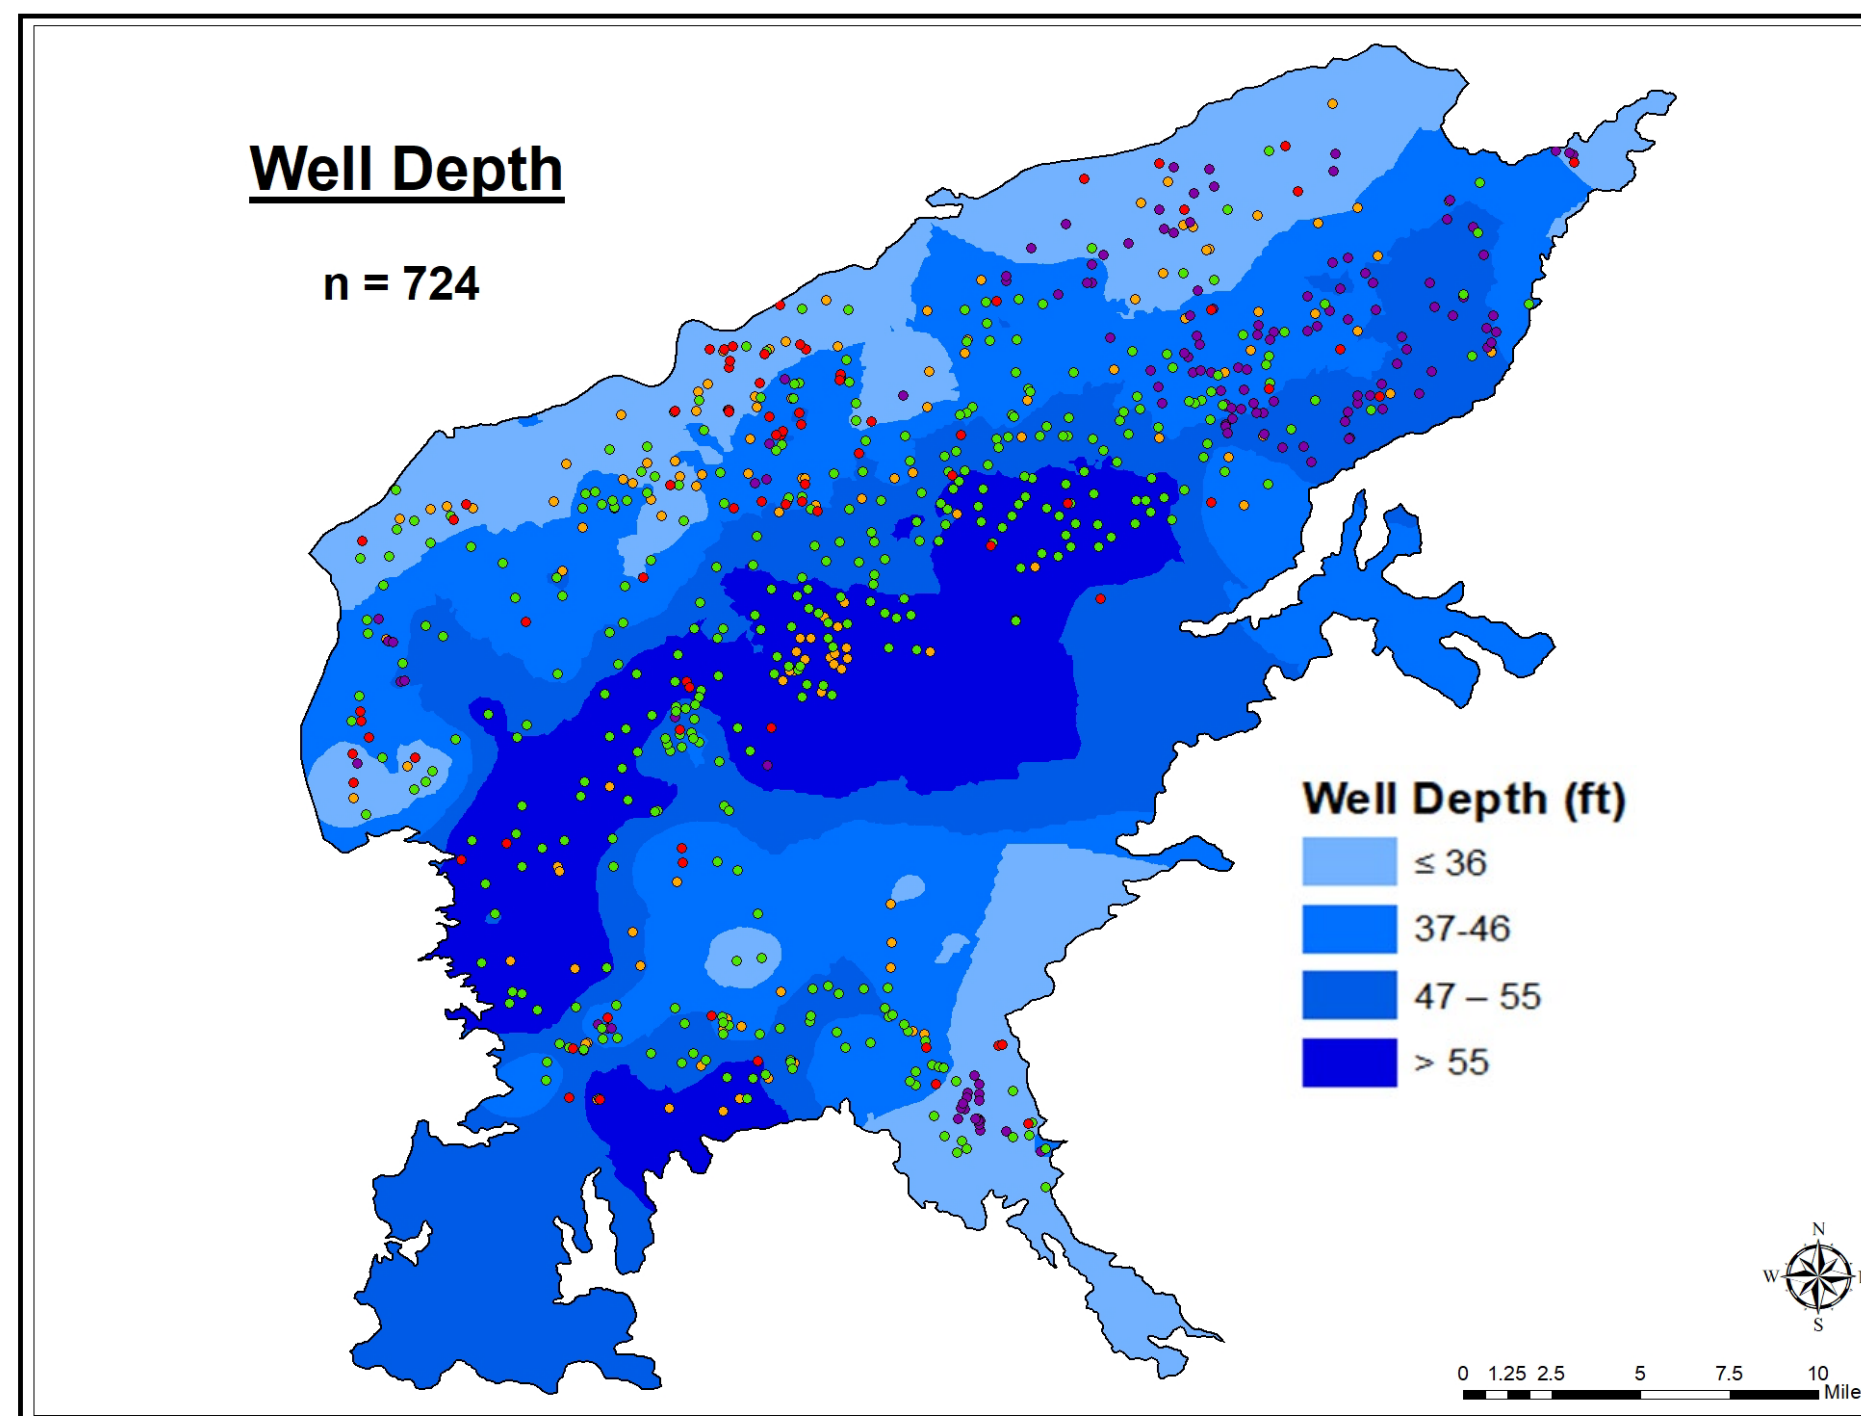 Well Depth
n = 724
Well Depth (ft)
≤ 36
37-46
47 – 55
> 55
N
W
S
0 1.25 2.5 5 7.5 10
Mile